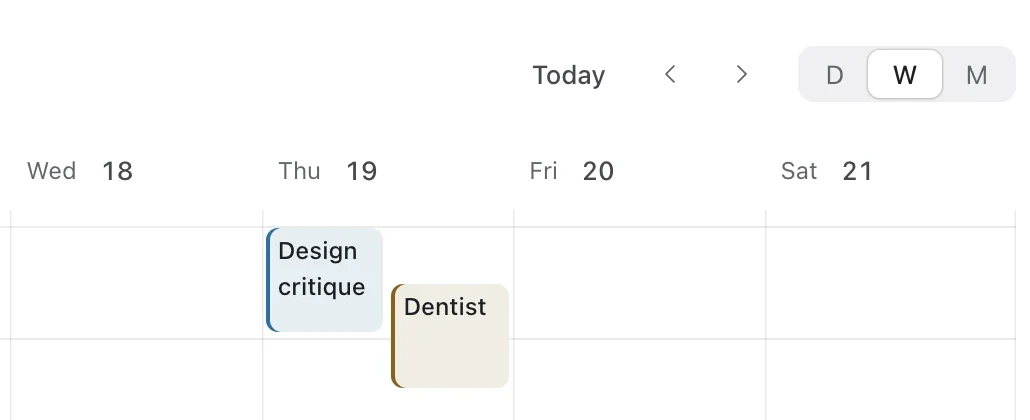 Today < > D W M
Wed 18 Thu 19 Fri 20 Sat 21
Design
critique
Dentist